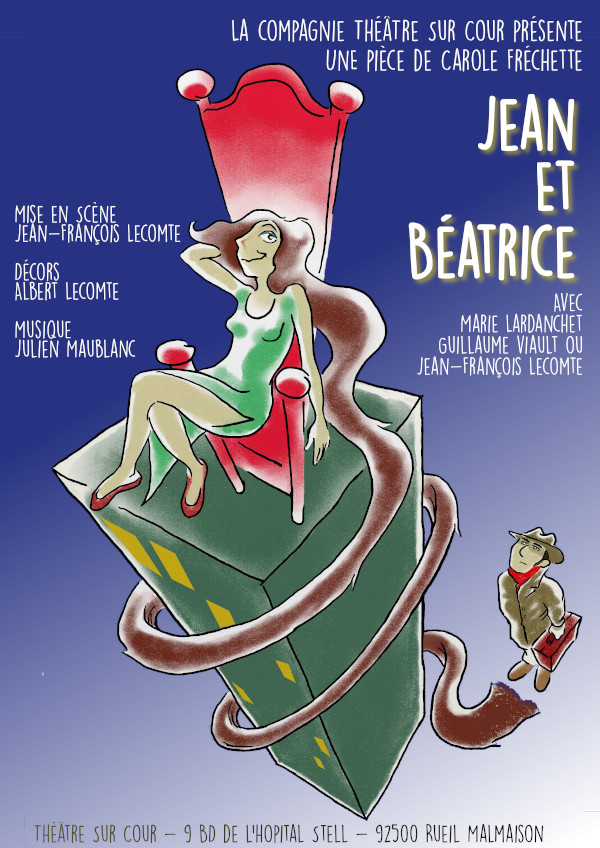 LA COMPAGNIE THÉÂTRE SUR COUR PRÉSENTE
UNE PIÈCE DE CAROLE FRÉCHETTE
JEAN
ET
BÉATRICE
MISE EN SCÈNE
JEAN-FRANÇOIS LECOMTE
DÉCORS
ALBERT LECOMTE
MUSIQUE
JULIEN MAUBLANC
AVEC
MARIE LARDANCHET
GUILLAUME VIAULT OU
JEAN-FRANÇOIS LECOMTE
THÉÂTRE SUR COUR – 9 BD DE L'HOPITAL STELL – 92500 RUEIL MALMAISON